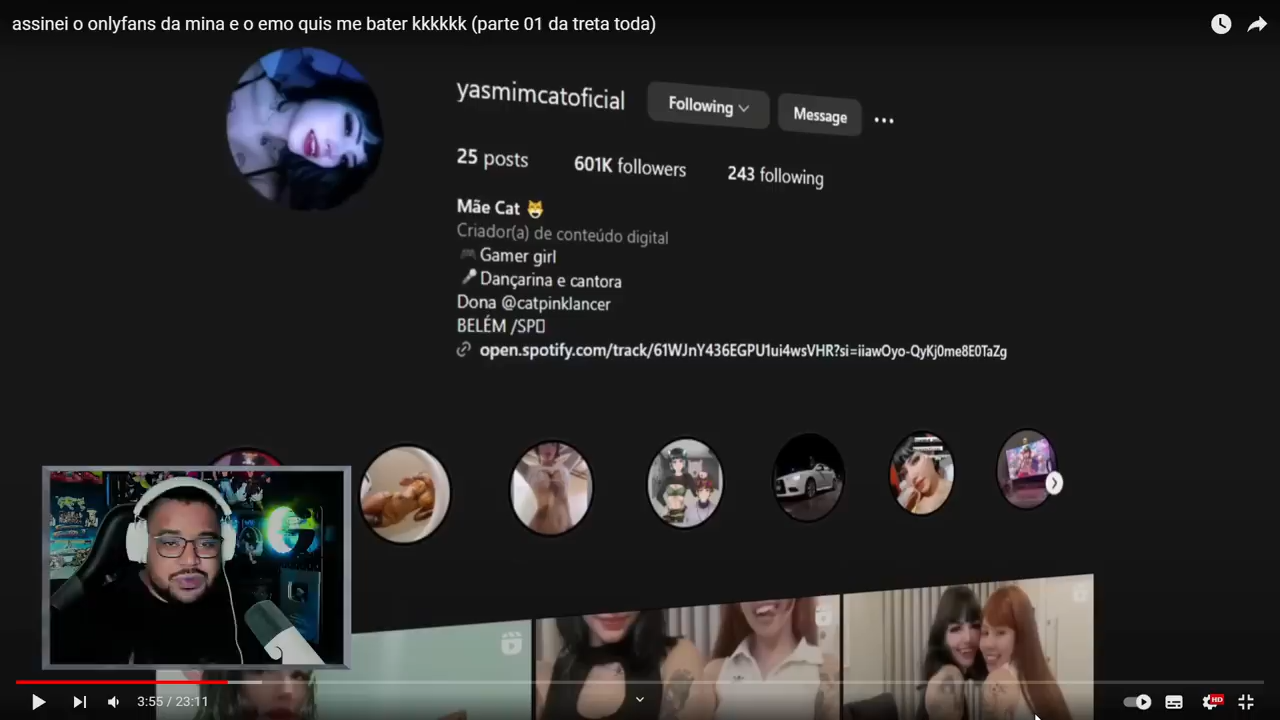 assinei o onlyfans da mina e o emo quis me bater kkkkkk (parte 01 da treta toda)
yasmimcatoficial
Following
Message
25 posts
601K followers
243 following
Mãe Cat
Criador(a) de conteúdo digital
Gamer girl
Dançarina e cantora
Dona @catpinklancer
BELÉM /SP
open.spotify.com/track/61WJnY436EGPU1ui4wsVHR?si=iiawOyo-QyKj0me8E0TaZg
3:55 / 23:11
HD